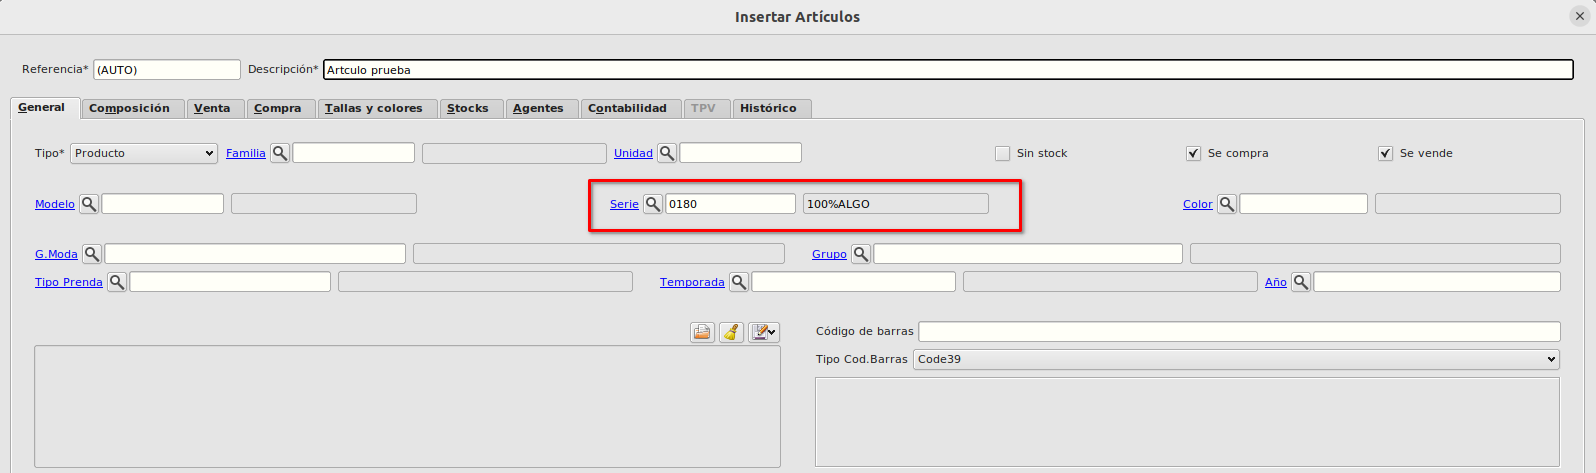 Insertar Artículos
Referencia* (AUTO) Descripción* Artculo prueba
General Composición Venta Compra Tallas y colores Stocks Agentes Contabilidad TPV Histórico
Tipo* Producto Familia Unidad Sin stock Se compra Se vende
Modelo Serie 0180 100%ALGO Color
G.Moda Grupo
Tipo Prenda Temporada Año
Código de barras
Tipo Cod.Barras Code39